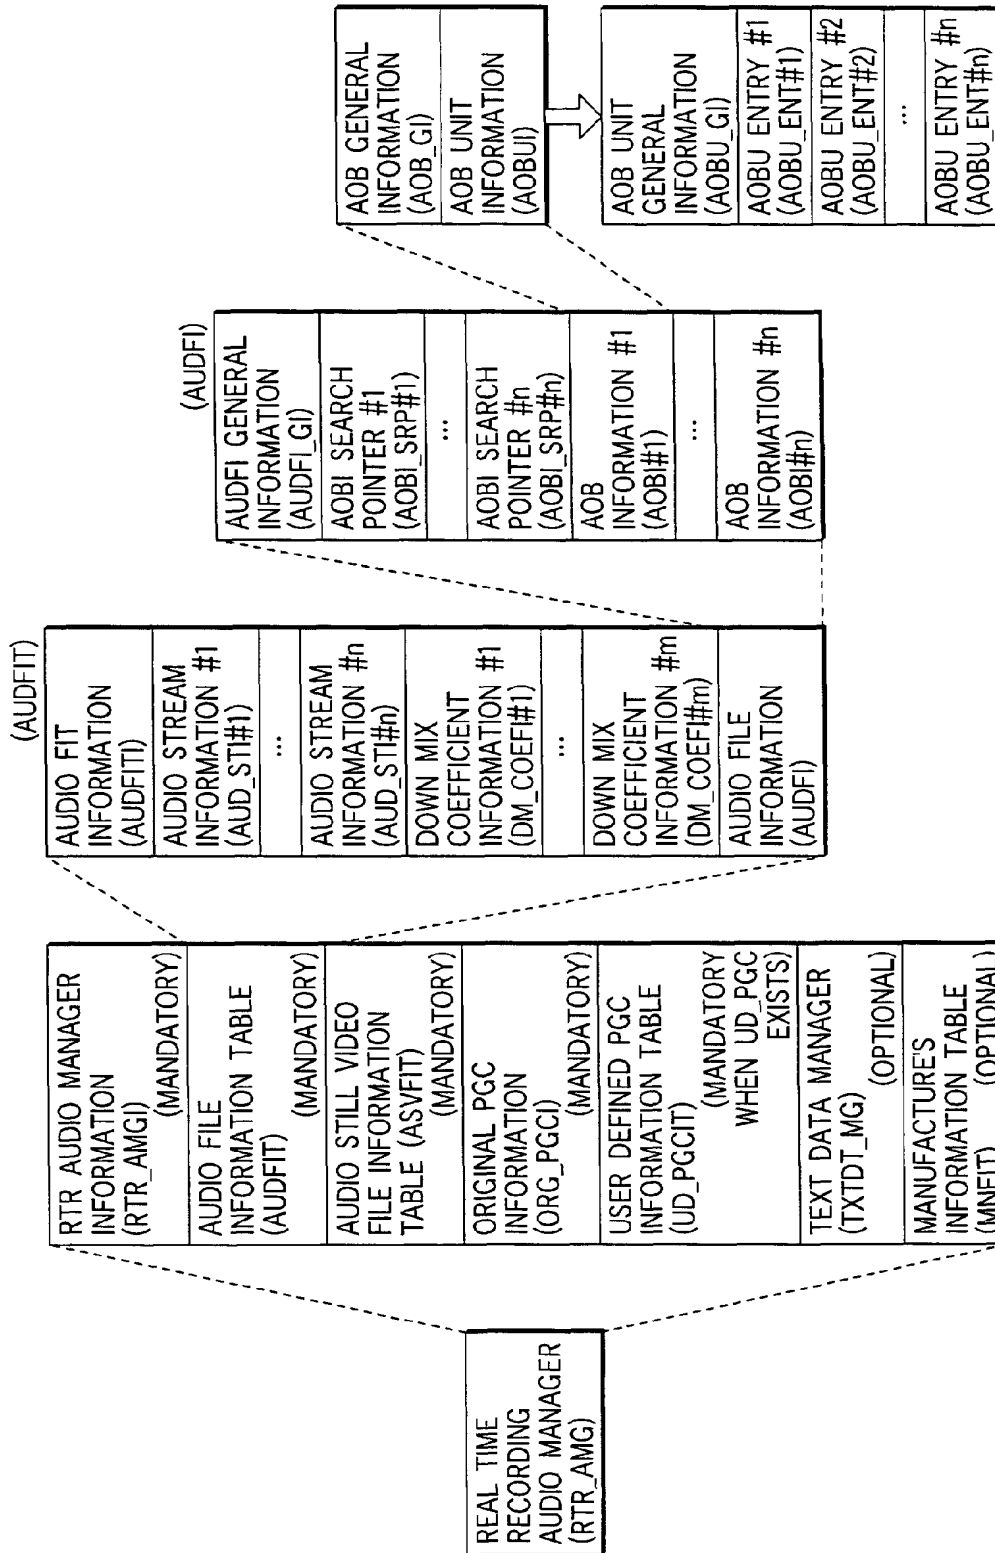 REAL TIME
RECORDING
AUDIO MANAGER
(RTR_AMG)
RTR AUDIO MANAGER
INFORMATION
(RTR_AMGI)
(MANDATORY)
AUDIO FILE
INFORMATION TABLE
(AUDFIT)
(MANDATORY)
AUDIO STILL VIDEO
FILE INFORMATION
TABLE (ASVFIT)
(MANDATORY)
ORIGINAL PGC
INFORMATION
(ORG_PGCI)
(MANDATORY)
USER DEFINED PGC
INFORMATION TABLE
(UD_PGCIT)
(MANDATORY
WHEN UD_PGC
EXISTS)
TEXT DATA MANAGER
(TXTDT_MG)
(OPTIONAL)
MANUFACTURE'S
INFORMATION TABLE
(MNFIT) (OPTIONAL)
(AUDFIT)
AUDIO FIT
INFORMATION
(AUDFITI)
AUDIO STREAM
INFORMATION #1
(AUD_STI#1)
...
AUDIO STREAM
INFORMATION #n
(AUD_STI#n)
DOWN MIX
COEFFICIENT
INFORMATION #1
(DM_COEFI#1)
...
DOWN MIX
COEFFICIENT
INFORMATION #m
(DM_COEFI#m)
AUDIO FILE
INFORMATION
(AUDFI)
(AUDFI)
AUDFI GENERAL
INFORMATION
(AUDFI_GI)
AOBI SEARCH
POINTER #1
(AOBI_SRP#1)
...
AOBI SEARCH
POINTER #n
(AOBI_SRP#n)
AOB
INFORMATION #1
(AOBI#1)
...
AOB
INFORMATION #n
(AOBI#n)
AOB GENERAL
INFORMATION
(AOB_GI)
AOB UNIT
INFORMATION
(AOBUI)
AOB UNIT
GENERAL
INFORMATION
(AOBU_GI)
AOBU ENTRY #1
(AOBU_ENT#1)
AOBU ENTRY #2
(AOBU_ENT#2)
...
AOBU ENTRY #n
(AOBU_ENT#n)